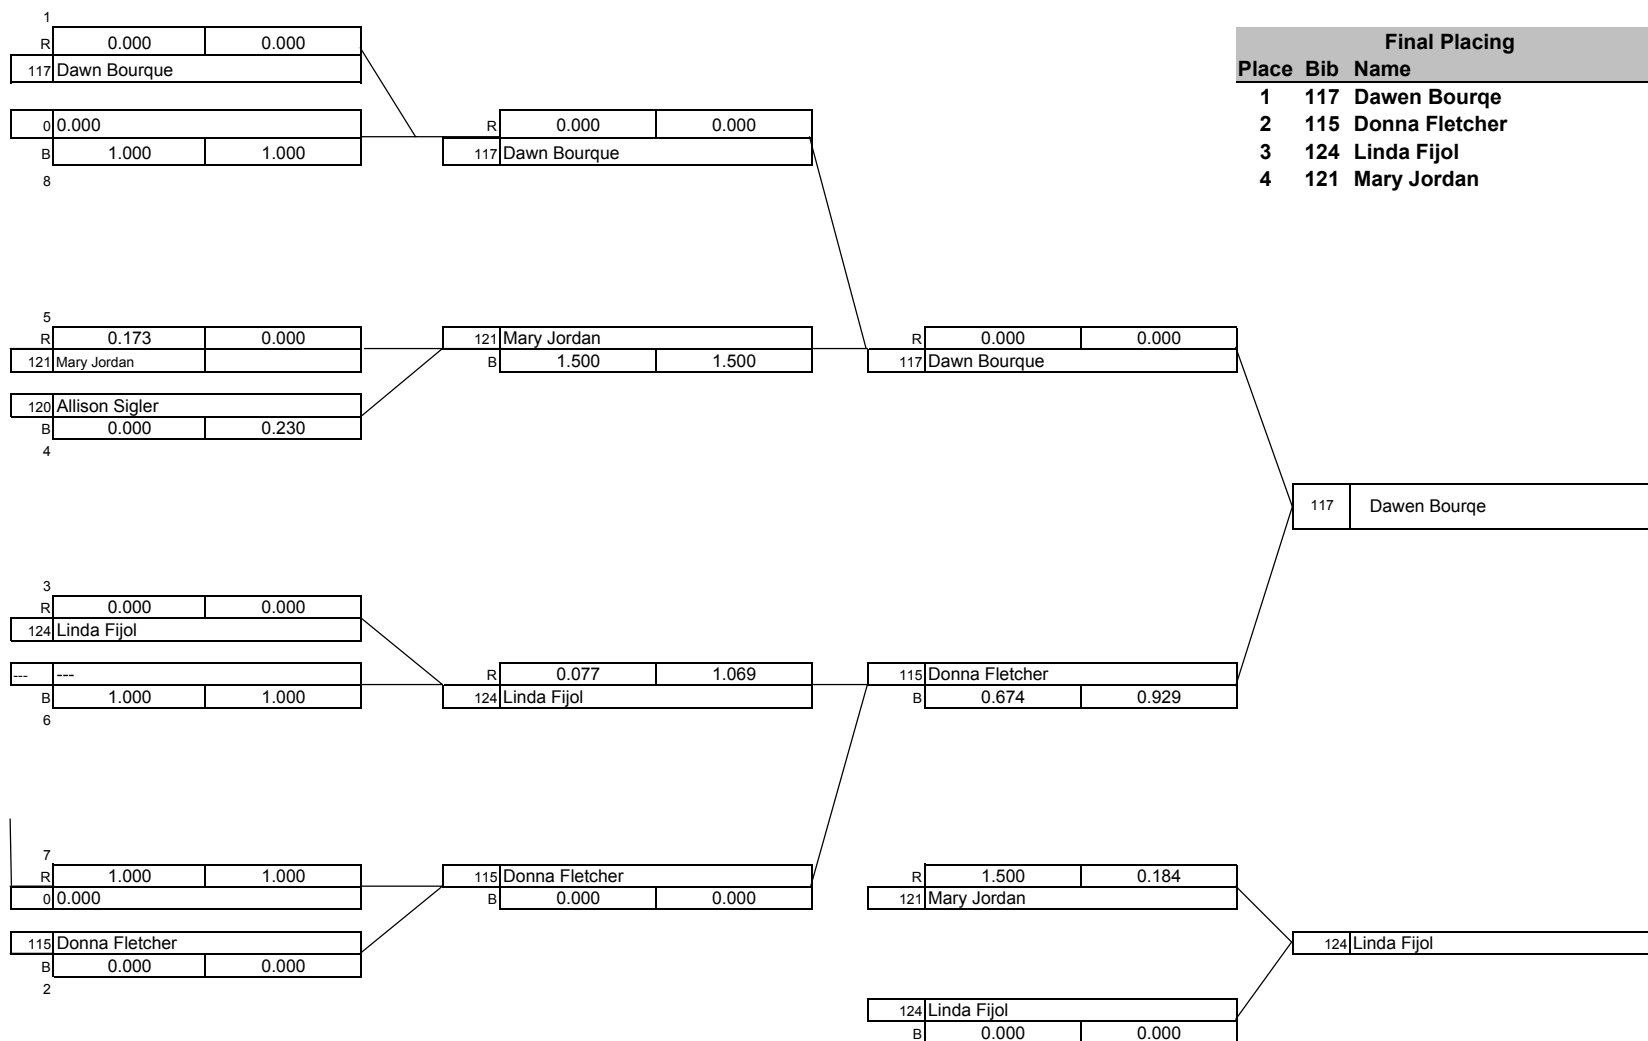 1
R 0.000 0.000
117 Dawn Bourque
0 0.000
B 1.000 1.000
8
5
R 0.173 0.000
121 Mary Jordan
120 Allison Sigler
B 0.000 0.230
4
3
R 0.000 0.000
124 Linda Fijol
--- ---
B 1.000 1.000
6
7
R 1.000 1.000
0 0.000
115 Donna Fletcher
B 0.000 0.000
2
R 0.000 0.000
117 Dawn Bourque
121 Mary Jordan
B 1.500 1.500
R 0.077 1.069
124 Linda Fijol
115 Donna Fletcher
B 0.000 0.000
R 0.000 0.000
117 Dawn Bourque
115 Donna Fletcher
B 0.674 0.929
R 1.500 0.184
121 Mary Jordan
124 Linda Fijol
B 0.000 0.000
Final Placing
Place Bib Name
1 117 Dawen Bourqe
2 115 Donna Fletcher
3 124 Linda Fijol
4 121 Mary Jordan
117 Dawen Bourqe
124 Linda Fijol